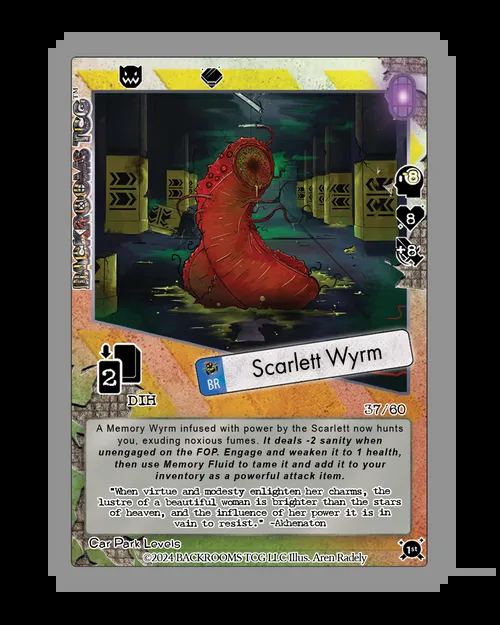 BACKROOMS TCG™
8
8
+8
Scarlett Wyrm
BR
2
DIH
37/60
A Memory Wyrm infused with power by the Scarlett now hunts
you, exuding noxious fumes. It deals -2 sanity when
unengaged on the FOP. Engage and weaken it to 1 health,
then use Memory Fluid to tame it and add it to your
inventory as a powerful attack item.
"When virtue and modesty enlighten her charms, the
lustre of a beautiful woman is brighter than the stars
of heaven, and the influence of her power it is in
vain to resist." -Akhenaton
Car Park Levels
©2024 BACKROOMS TCG LLC Illus. Aren Radely
1st